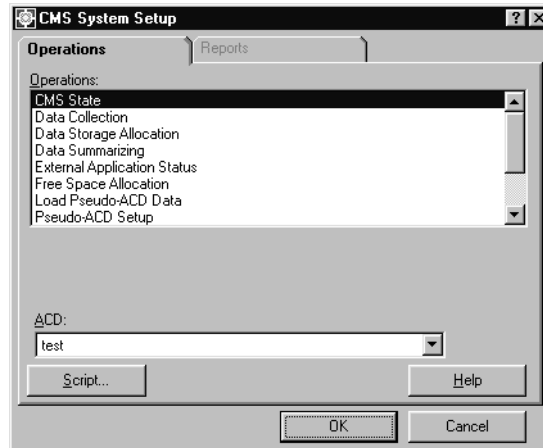 CMS System Setup
Operations
Reports
Operations:
CMS State
Data Collection
Data Storage Allocation
Data Summarizing
External Application Status
Free Space Allocation
Load Pseudo-ACD Data
Pseudo-ACD Setup
ACD:
test
Script...
Help
OK
Cancel